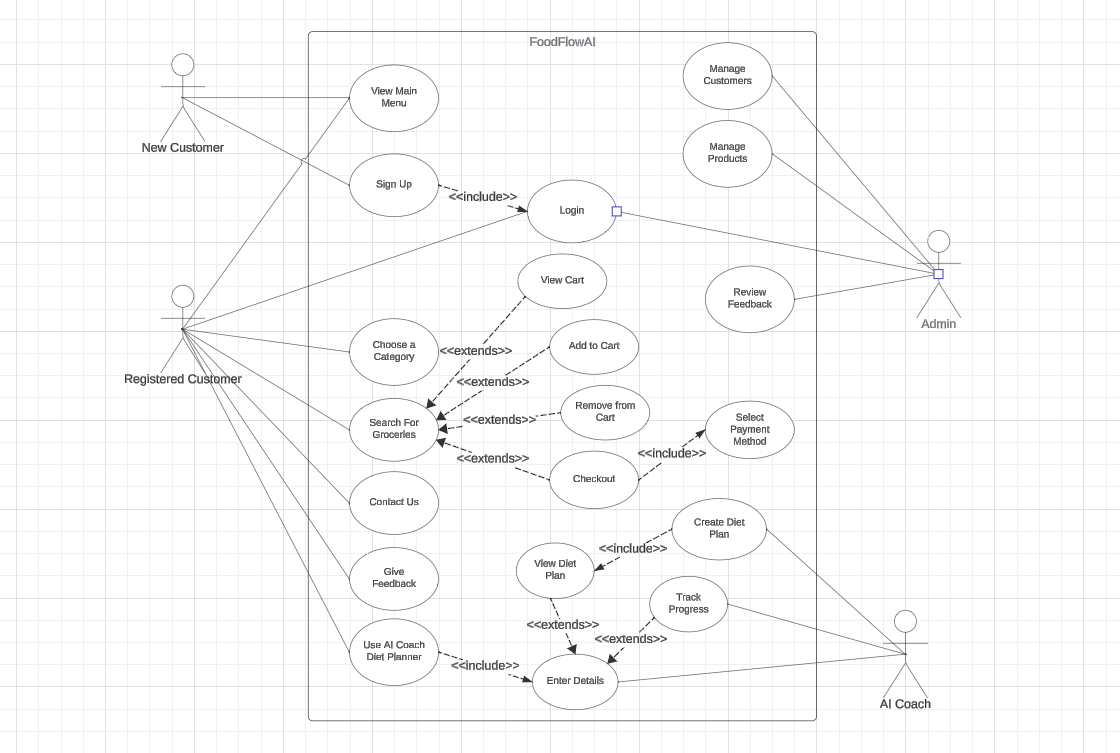 FoodFlowAI
View Main
Menu
Manage
Customers
New Customer
Manage
Products
Sign Up
<<include>>
Login
View Cart
Review
Feedback
Admin
Choose a
Category
<<extends>>
Add to Cart
Registered Customer
<<extends>>
Search For
Groceries
<<extends>>
Remove from
Cart
Select
Payment
Method
<<extends>>
<<include>>
Checkout
Contact Us
Create Diet
Plan
<<include>>
View Diet
Plan
Give
Feedback
Track
Progress
<<extends>>
<<extends>>
Use AI Coach
Diet Planner
<<include>>
Enter Details
AI Coach